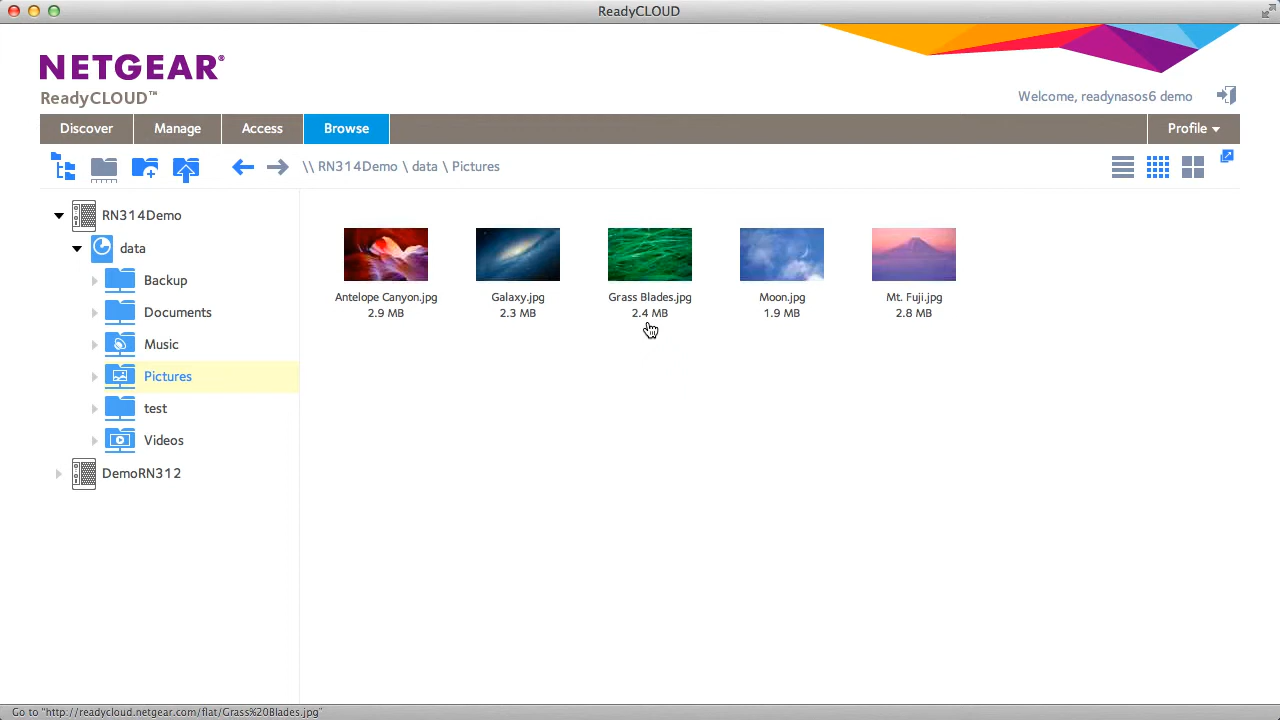 ReadyCLOUD
NETGEAR®
ReadyCLOUD™
Welcome, readynasos6 demo
Discover Manage Access Browse Profile
\\ RN314Demo \ data \ Pictures
RN314Demo
data
Backup
Documents
Music
Pictures
test
Videos
DemoRN312
Antelope Canyon.jpg Galaxy.jpg Grass Blades.jpg Moon.jpg Mt. Fuji.jpg
2.9 MB 2.3 MB 2.4 MB 1.9 MB 2.8 MB
Go to "http://readycloud.netgear.com/flat/Grass%20Blades.jpg"